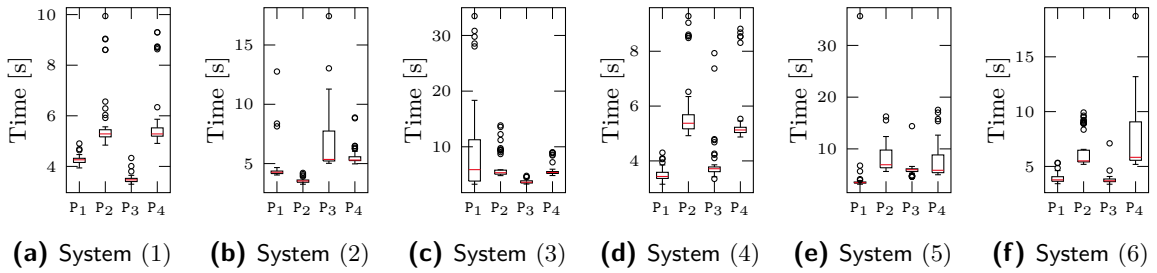 Time [s]
10
8
6
4
P1 P2 P3 P4
(a) System (1)
Time [s]
15
10
5
P1 P2 P3 P4
(b) System (2)
Time [s]
30
20
10
P1 P2 P3 P4
(c) System (3)
Time [s]
8
6
4
P1 P2 P3 P4
(d) System (4)
Time [s]
30
20
10
P1 P2 P3 P4
(e) System (5)
Time [s]
15
10
5
P1 P2 P3 P4
(f) System (6)